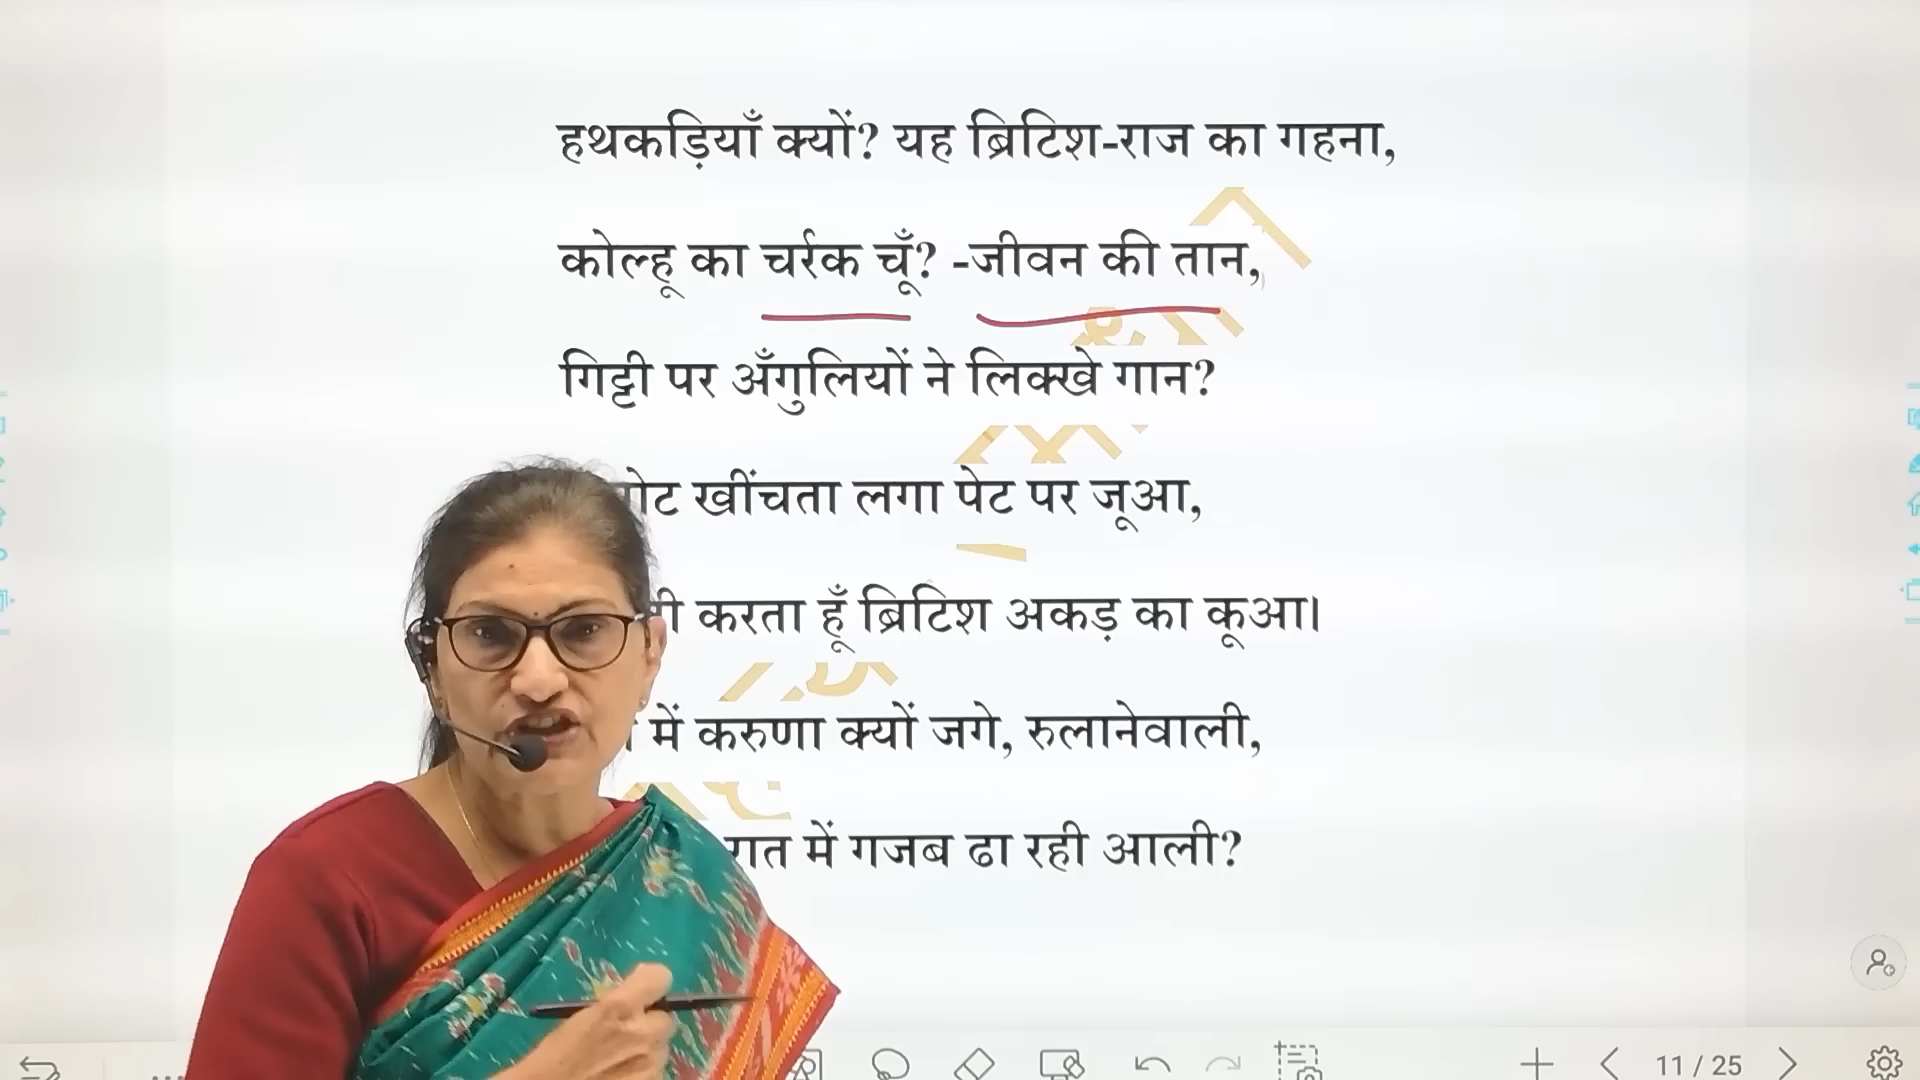 हथकड़ियाँ क्यों? यह ब्रिटिश-राज का गहना,
कोल्हू का चर्रक चूँ? -जीवन की तान,
गिट्टी पर अँगुलियों ने लिक्खे गान?
खींचता लगा पेट पर जूआ,
करता हूँ ब्रिटिश अकड़ का कूआ।
में करुणा क्यों जगे, रुलानेवाली,
रात में गजब ढा रही आली?
11 / 25